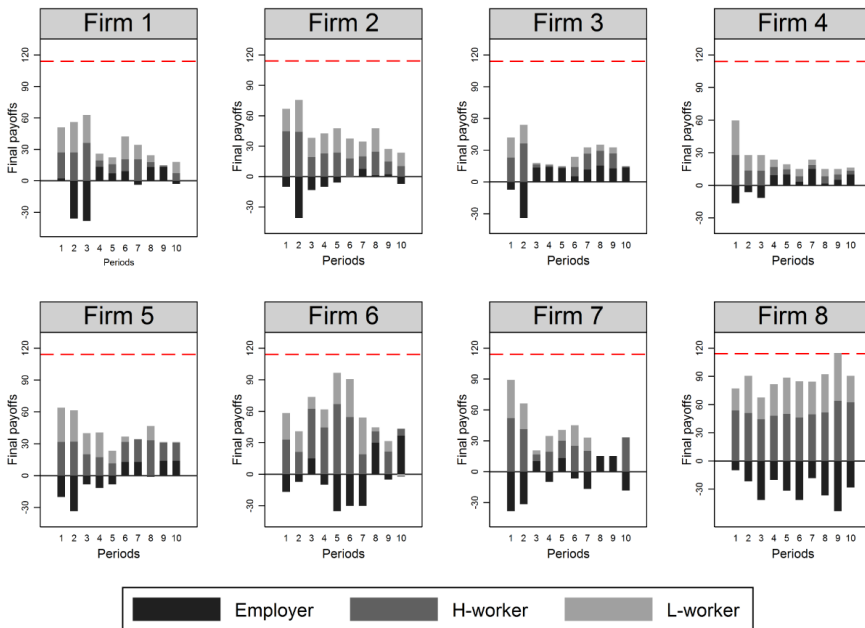 Firm 1 Firm 2 Firm 3 Firm 4
Final payoffs Final payoffs Final payoffs Final payoffs
120 120 120 120
90 90 90 90
60 60 60 60
30 30 30 30
0 0 0 0
-30 -30 -30 -30
1 2 3 4 5 6 7 8 9 10 1 2 3 4 5 6 7 8 9 10 1 2 3 4 5 6 7 8 9 10 1 2 3 4 5 6 7 8 9 10
Periods Periods Periods Periods
Firm 5 Firm 6 Firm 7 Firm 8
Final payoffs Final payoffs Final payoffs Final payoffs
120 120 120 120
90 90 90 90
60 60 60 60
30 30 30 30
0 0 0 0
-30 -30 -30 -30
1 2 3 4 5 6 7 8 9 10 1 2 3 4 5 6 7 8 9 10 1 2 3 4 5 6 7 8 9 10 1 2 3 4 5 6 7 8 9 10
Periods Periods Periods Periods
Employer H-worker L-worker